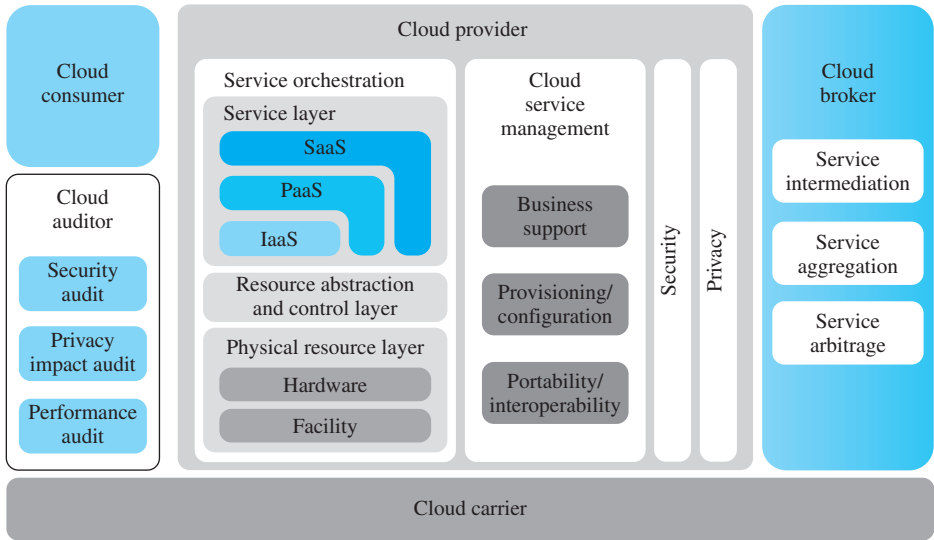 Cloud
consumer
Cloud
auditor
Security
audit
Privacy
impact audit
Performance
audit
Cloud provider
Service orchestration
Service layer
SaaS
PaaS
IaaS
Resource abstraction
and control layer
Physical resource layer
Hardware
Facility
Cloud
service
management
Business
support
Provisioning/
configuration
Portability/
interoperability
Security
Privacy
Cloud
broker
Service
intermediation
Service
aggregation
Service
arbitrage
Cloud carrier